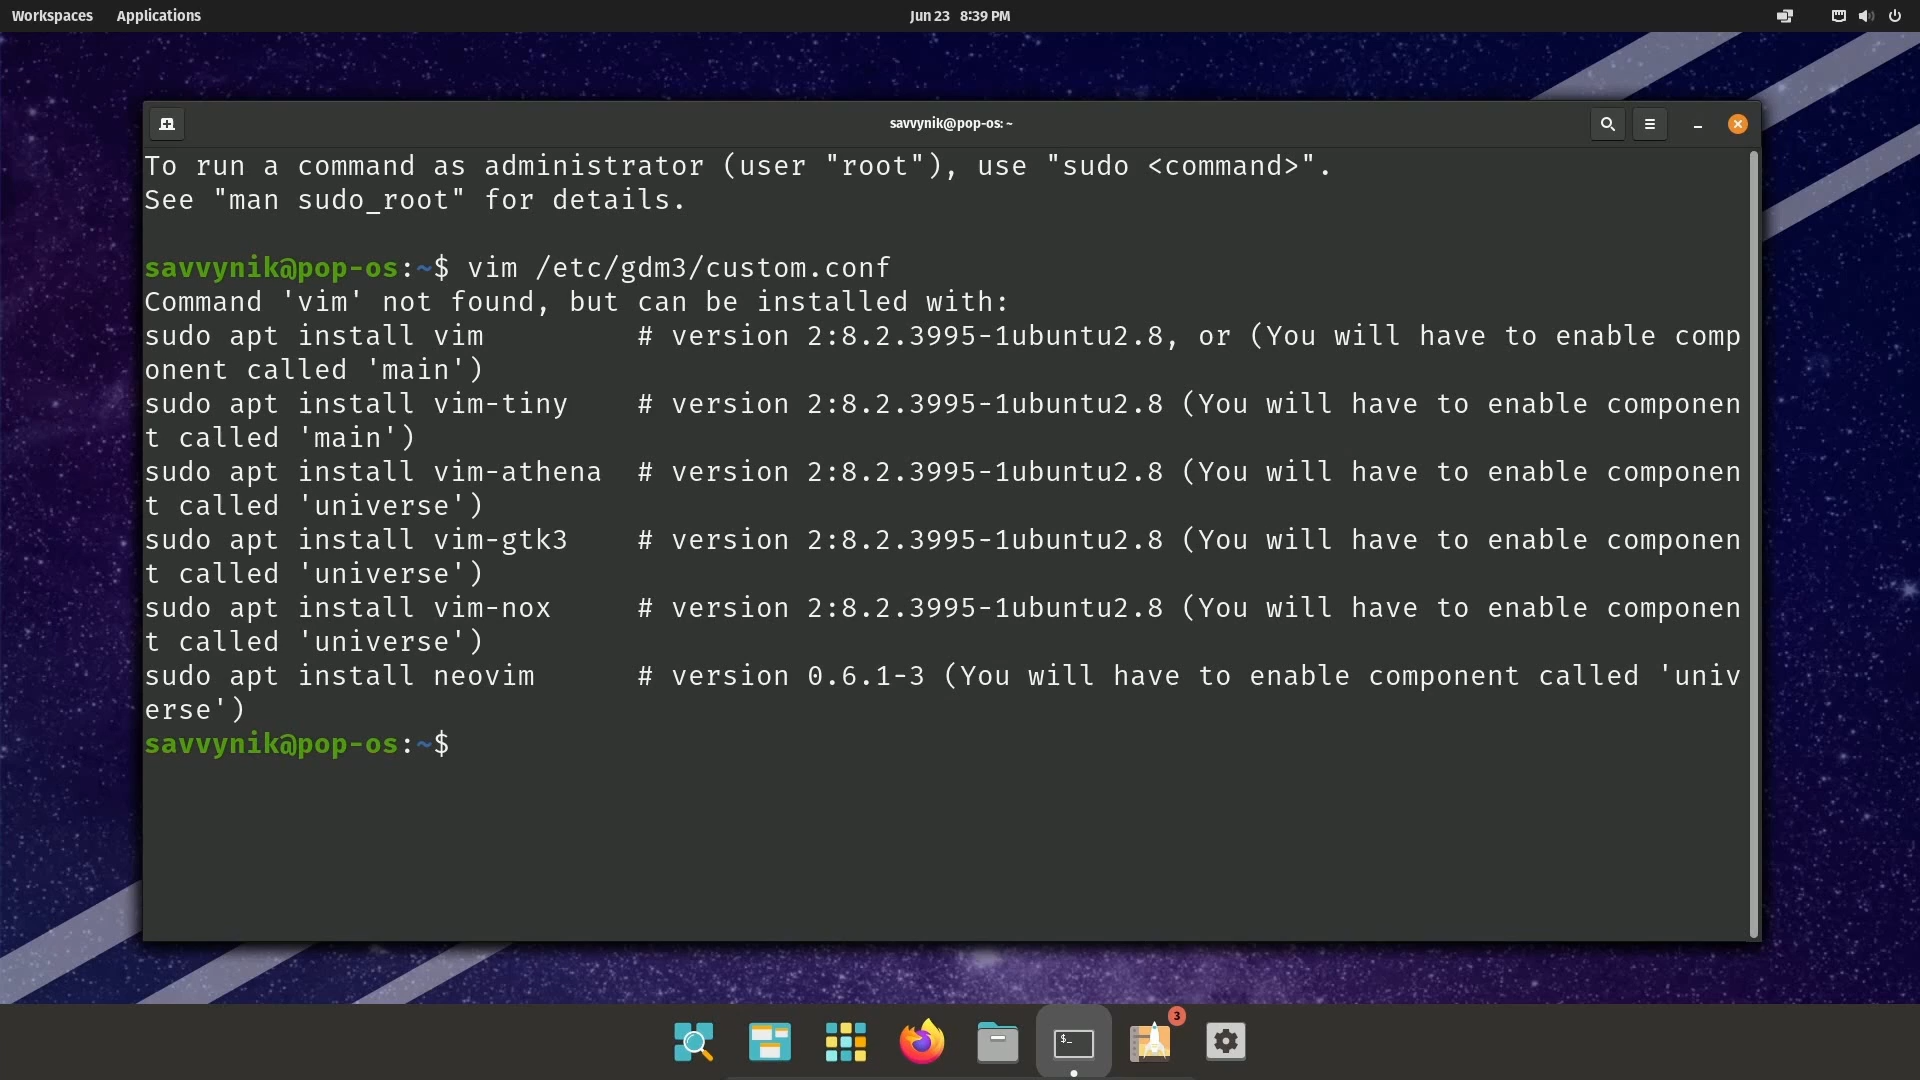 Workspaces Applications Jun 23 8:39 PM
savvynik@pop-os: ~
To run a command as administrator (user "root"), use "sudo <command>".
See "man sudo_root" for details.
savvynik@pop-os:~$ vim /etc/gdm3/custom.conf
Command 'vim' not found, but can be installed with:
sudo apt install vim         # version 2:8.2.3995-1ubuntu2.8, or (You will have to enable comp
onent called 'main')
sudo apt install vim-tiny    # version 2:8.2.3995-1ubuntu2.8 (You will have to enable componen
t called 'main')
sudo apt install vim-athena  # version 2:8.2.3995-1ubuntu2.8 (You will have to enable componen
t called 'universe')
sudo apt install vim-gtk3    # version 2:8.2.3995-1ubuntu2.8 (You will have to enable componen
t called 'universe')
sudo apt install vim-nox     # version 2:8.2.3995-1ubuntu2.8 (You will have to enable componen
t called 'universe')
sudo apt install neovim      # version 0.6.1-3 (You will have to enable component called 'univ
erse')
savvynik@pop-os:~$
$_
3